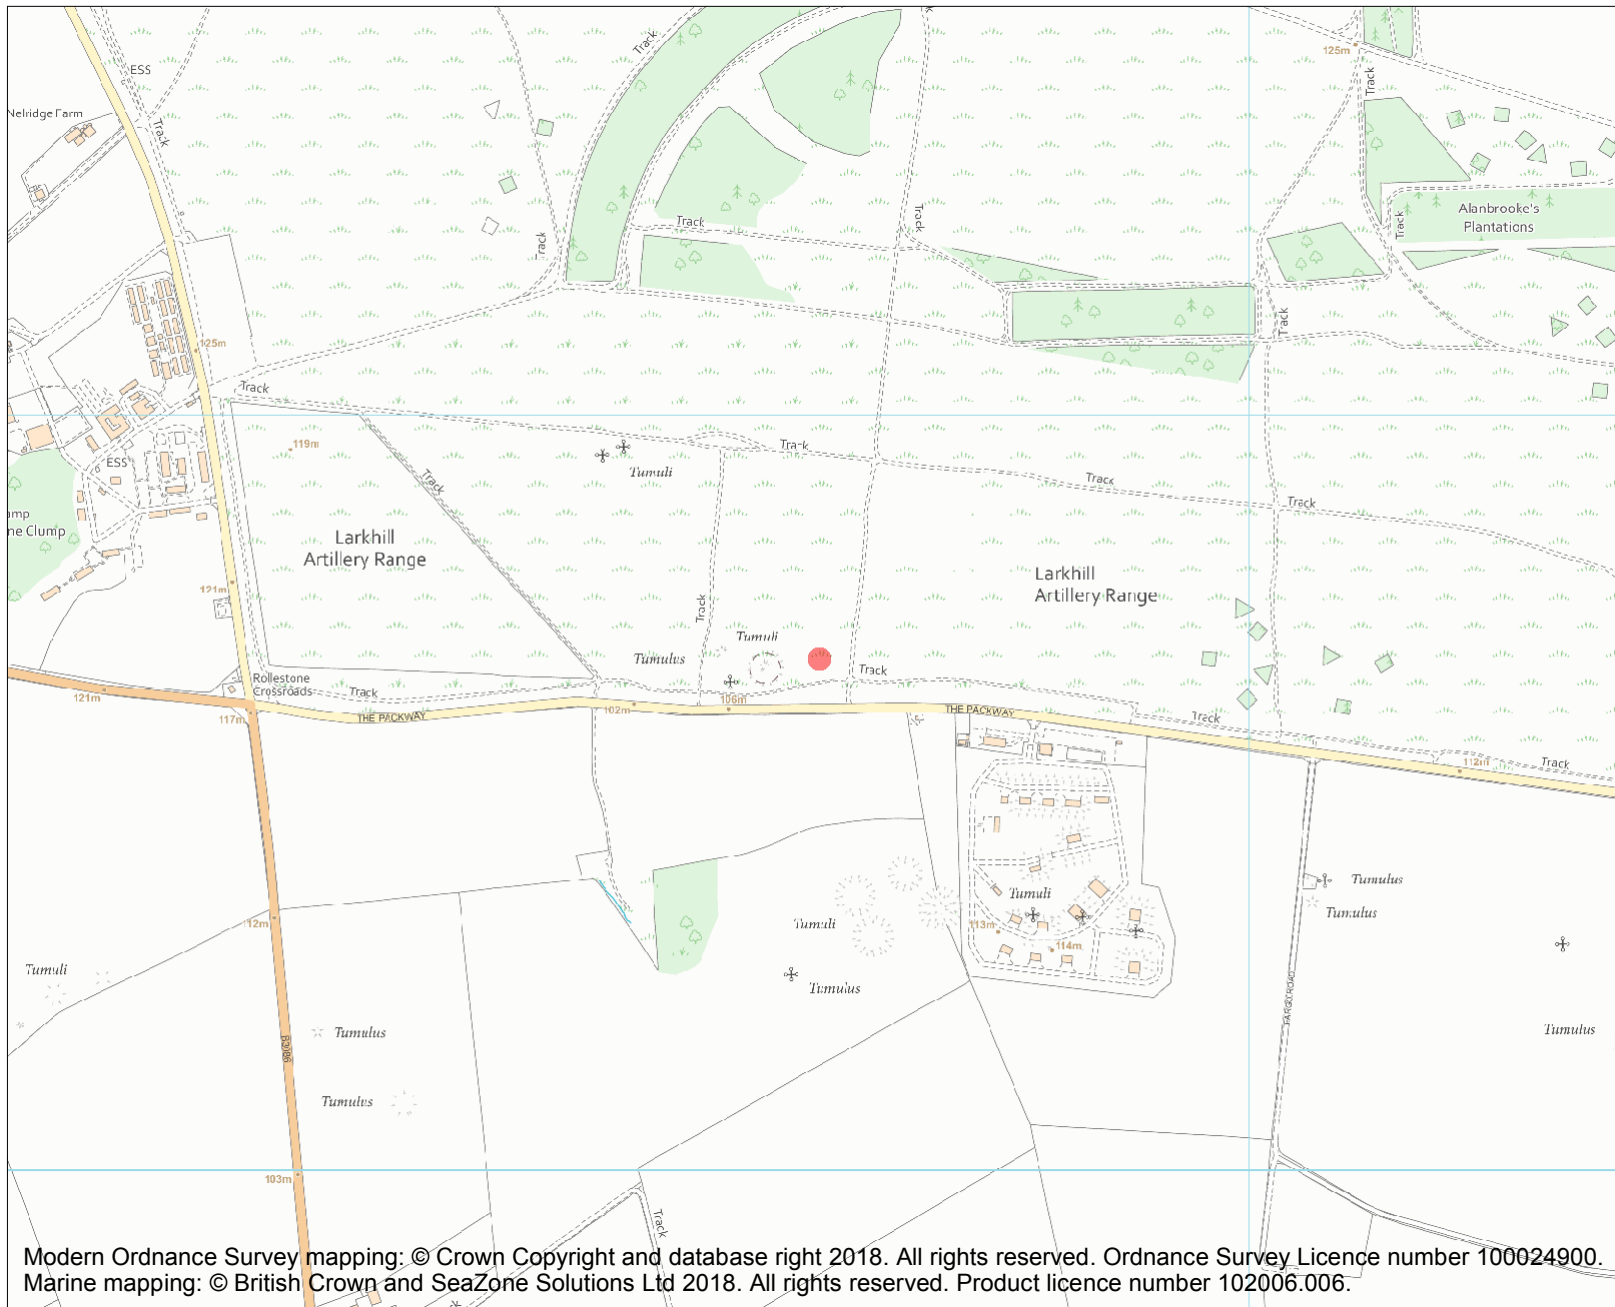 ESS
Track
Track
125m
Track
Nelridge Farm
Track
Alanbrooke's
Plantations
Track
Track
Track
Track
125m
Track
Track
119m
Track
Tumuli
Track
Track
Track
ESS
ne Clump
Larkhill
Artillery Range
Larkhill
Artillery Range
121m
Track
Tumuli
Tumulus
Track
Rollestone
Crossroads
Track
121m
117m
102m
106m
THE PACKWAY
THE PACKWAY
Track
112m
Track
Tumuli
Tumulus
Tumulus
12m
Tumuli
113m
114m
Tumuli
Tumulus
Tumulus
Tumulus
B3086
Tumulus
103m
Track
Modern Ordnance Survey mapping: © Crown Copyright and database right 2018. All rights reserved. Ordnance Survey Licence number 100024900.
Marine mapping: © British Crown and SeaZone Solutions Ltd 2018. All rights reserved. Product licence number 102006.006.